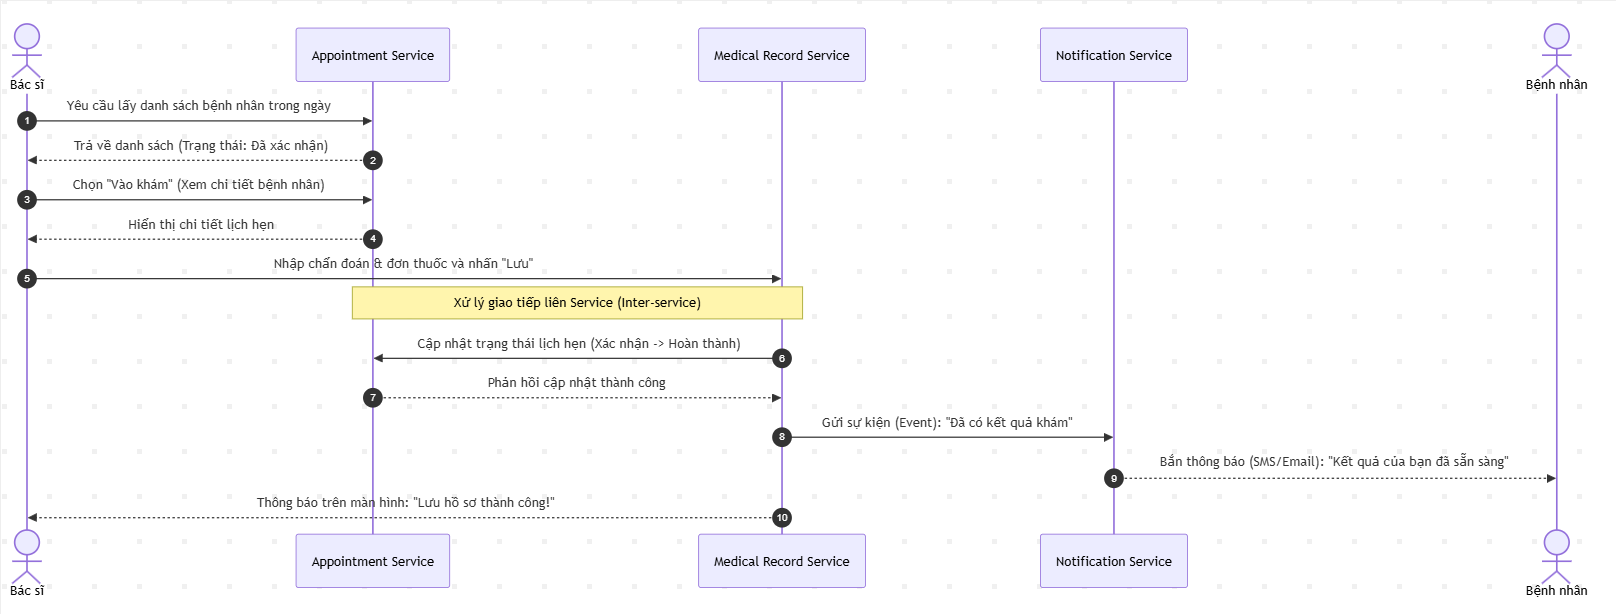 Appointment Service
Medical Record Service
Notification Service
Bác sĩ
Bệnh nhân
Yêu cầu lấy danh sách bệnh nhân trong ngày
1
Trả về danh sách (Trạng thái: Đã xác nhận)
2
Chọn "Vào khám" (Xem chi tiết bệnh nhân)
3
Hiển thị chi tiết lịch hẹn
4
Nhập chẩn đoán & đơn thuốc và nhấn "Lưu"
5
Xử lý giao tiếp liên Service (Inter-service)
Cập nhật trạng thái lịch hẹn (Xác nhận -> Hoàn thành)
6
Phản hồi cập nhật thành công
7
Gửi sự kiện (Event): "Đã có kết quả khám"
8
Bắn thông báo (SMS/Email): "Kết quả của bạn đã sẵn sàng"
9
Thông báo trên màn hình: "Lưu hồ sơ thành công!"
10
Appointment Service
Medical Record Service
Notification Service
Bác sĩ
Bệnh nhân